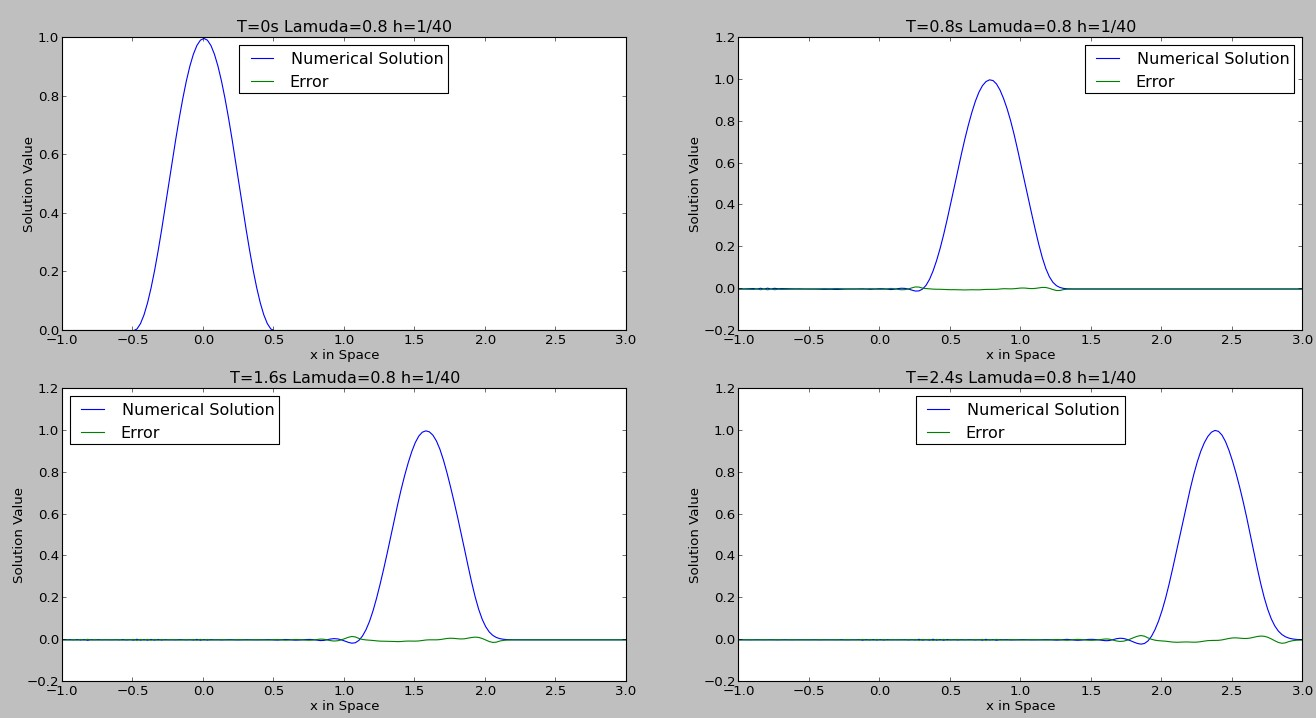 T=0s Lamuda=0.8 h=1/40
Numerical Solution
Error
Solution Value
1.0
0.8
0.6
0.4
0.2
0.0
−1.0 −0.5 0.0 0.5 1.0 1.5 2.0 2.5 3.0
x in Space
T=0.8s Lamuda=0.8 h=1/40
Numerical Solution
Error
Solution Value
1.2
1.0
0.8
0.6
0.4
0.2
0.0
−0.2
−1.0 −0.5 0.0 0.5 1.0 1.5 2.0 2.5 3.0
x in Space
T=1.6s Lamuda=0.8 h=1/40
Numerical Solution
Error
Solution Value
1.2
1.0
0.8
0.6
0.4
0.2
0.0
−0.2
−1.0 −0.5 0.0 0.5 1.0 1.5 2.0 2.5 3.0
x in Space
T=2.4s Lamuda=0.8 h=1/40
Numerical Solution
Error
Solution Value
1.2
1.0
0.8
0.6
0.4
0.2
0.0
−0.2
−1.0 −0.5 0.0 0.5 1.0 1.5 2.0 2.5 3.0
x in Space